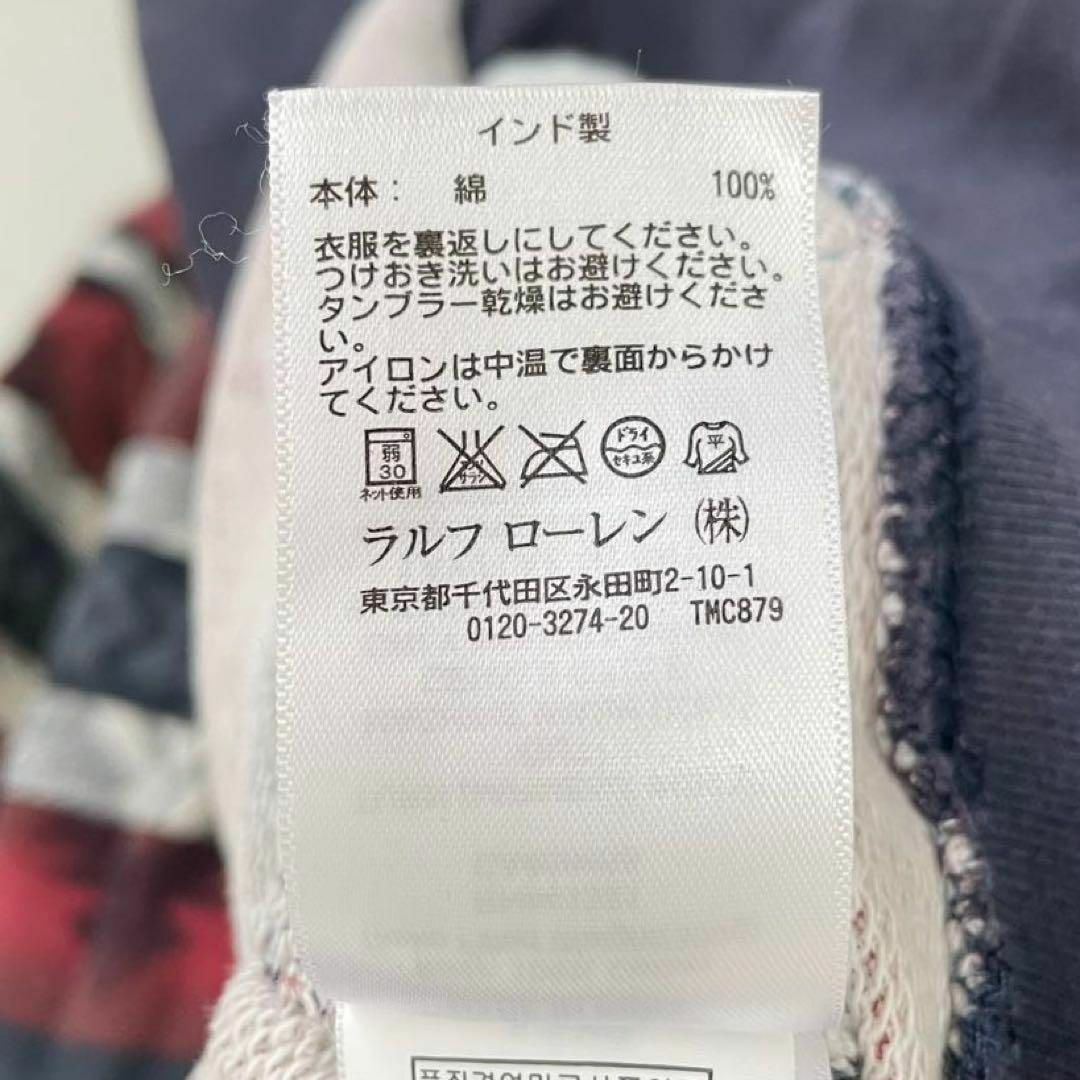 インド製
本体： 綿 100%
衣服を裏返しにしてください。
つけおき洗いはお避けください。
タンブラー乾燥はお避けくださ
い。
アイロンは中温で裏面からかけ
てください。
弱 ドライ 平
30 セキユ系
ネット使用
ラルフ ローレン（株）
東京都千代田区永田町2-10-1
0120-3274-20 TMC879